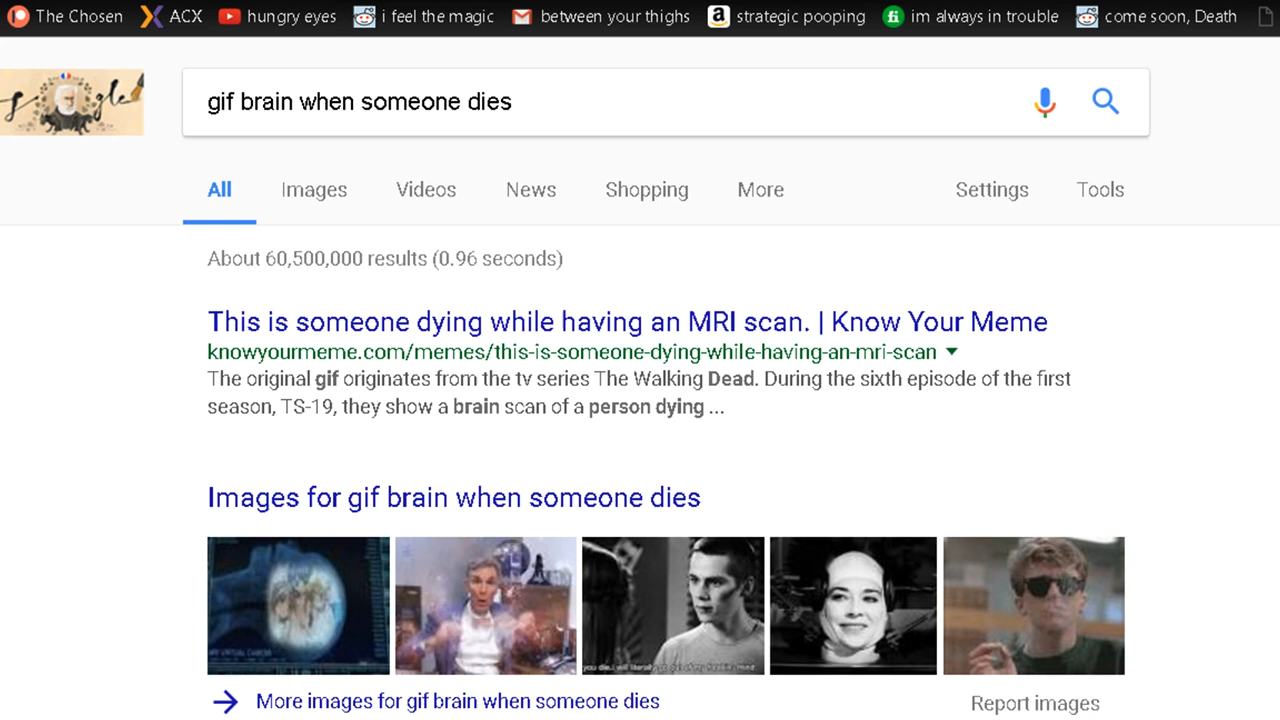 The Chosen ACX hungry eyes i feel the magic between your thighs strategic pooping im always in trouble come soon, Death
Google
gif brain when someone dies
All Images Videos News Shopping More Settings Tools
About 60,500,000 results (0.96 seconds)
This is someone dying while having an MRI scan. | Know Your Meme
knowyourmeme.com/memes/this-is-someone-dying-while-having-an-mri-scan
The original gif originates from the tv series The Walking Dead. During the sixth episode of the first
season, TS-19, they show a brain scan of a person dying ...
Images for gif brain when someone dies
More images for gif brain when someone dies Report images